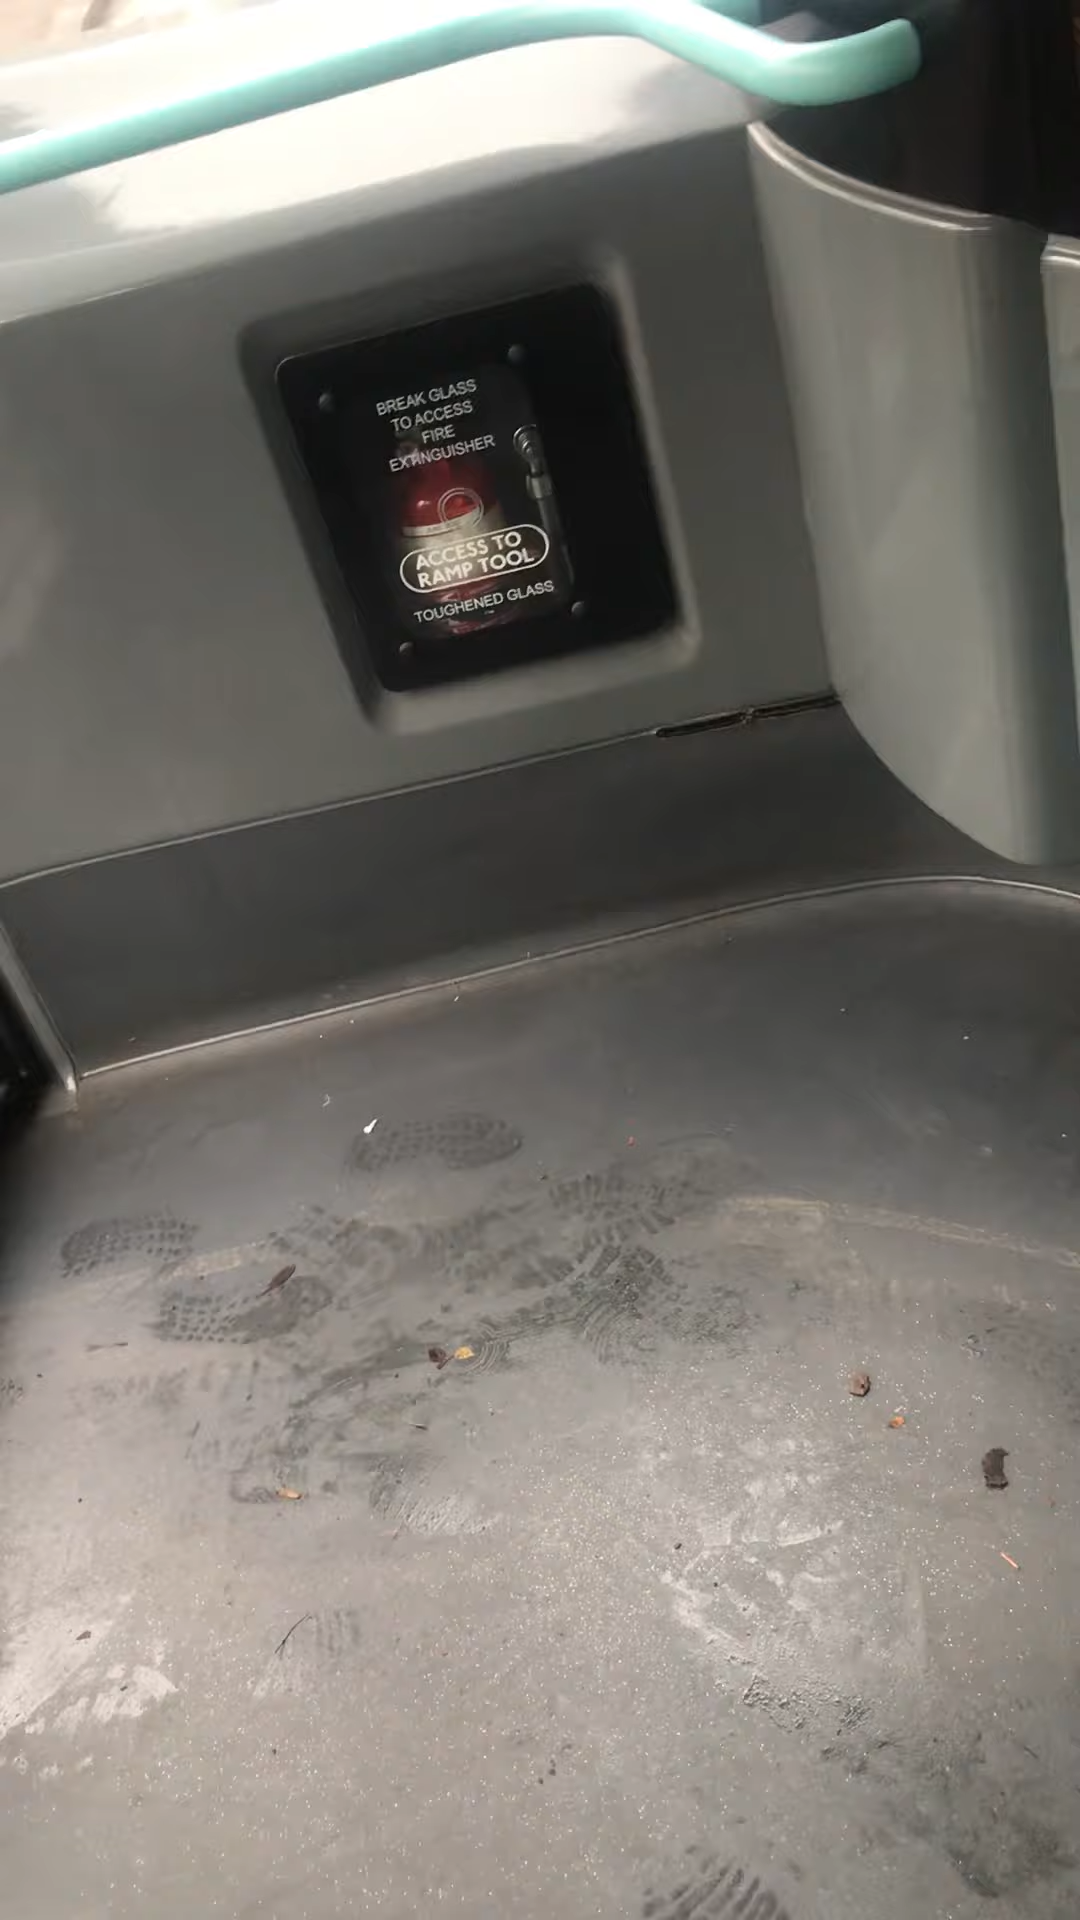 BREAK GLASS
TO ACCESS
FIRE
EXTINGUISHER
ACCESS TO
RAMP TOOL
TOUGHENED GLASS